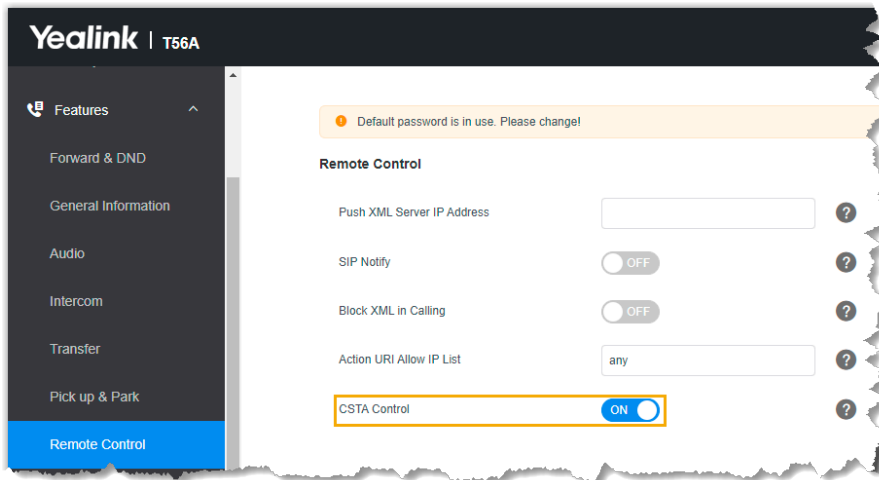 Yealink | T56A
Features
Forward & DND
General Information
Audio
Intercom
Transfer
Pick up & Park
Remote Control
Default password is in use. Please change!
Remote Control
Push XML Server IP Address
SIP Notify OFF
Block XML in Calling OFF
Action URI Allow IP List any
CSTA Control ON